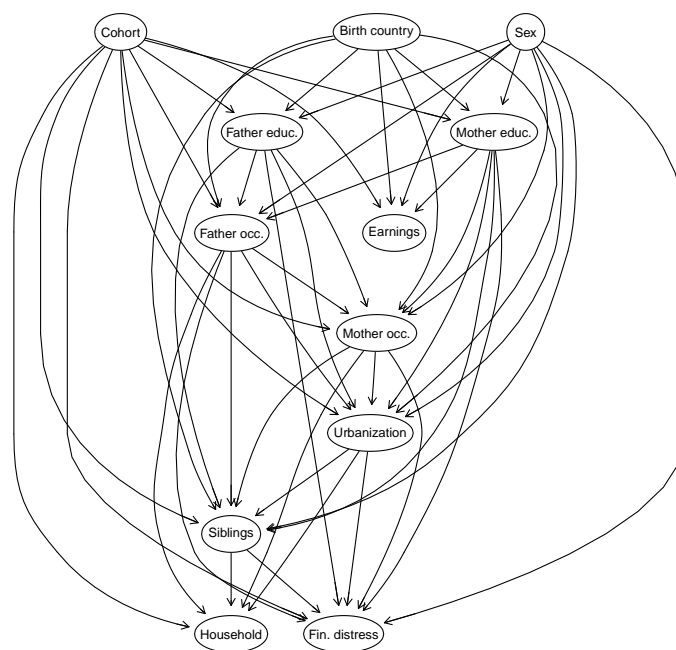 Cohort
Birth country
Sex
Father educ.
Mother educ.
Father occ.
Earnings
Mother occ.
Urbanization
Siblings
Household
Fin. distress